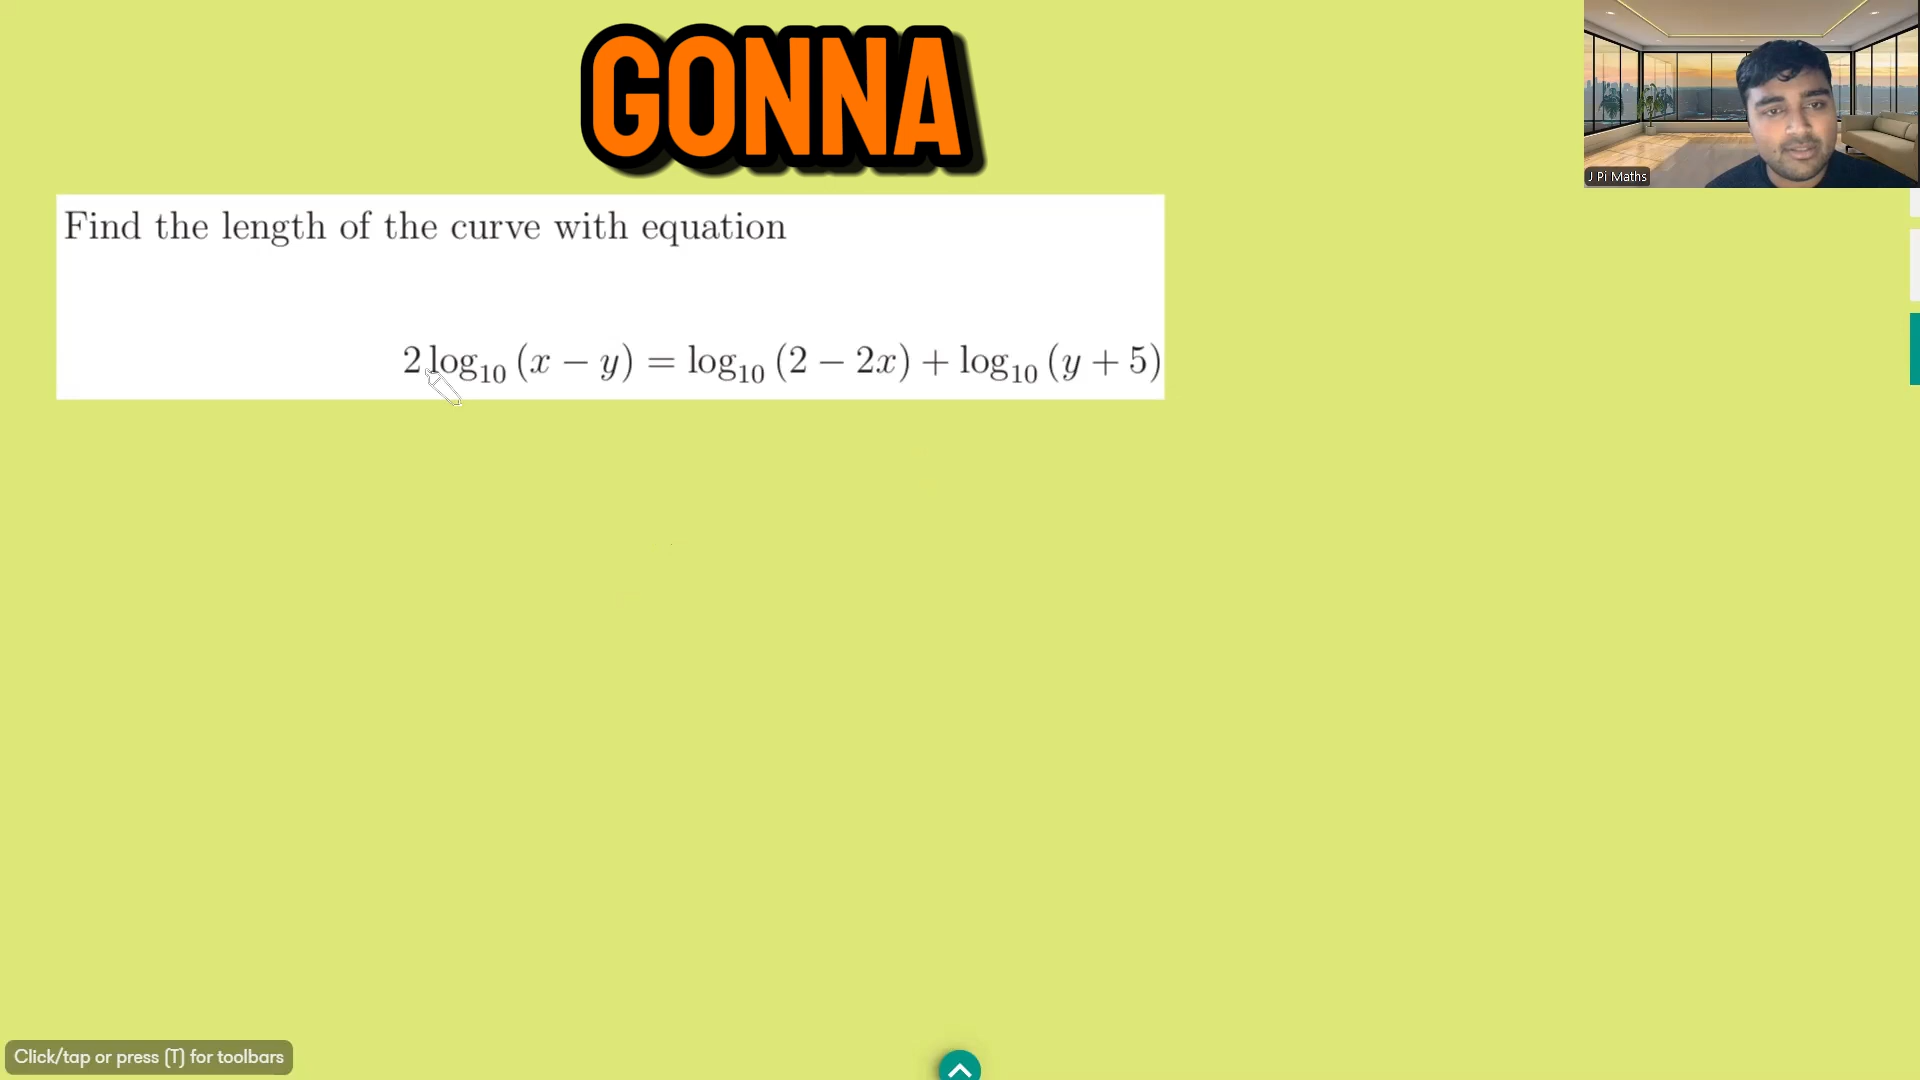 GONNA
J Pi Maths
Find the length of the curve with equation
2 log₁₀ (x − y) = log₁₀ (2 − 2x) + log₁₀ (y + 5)
Click/tap or press (T) for toolbars